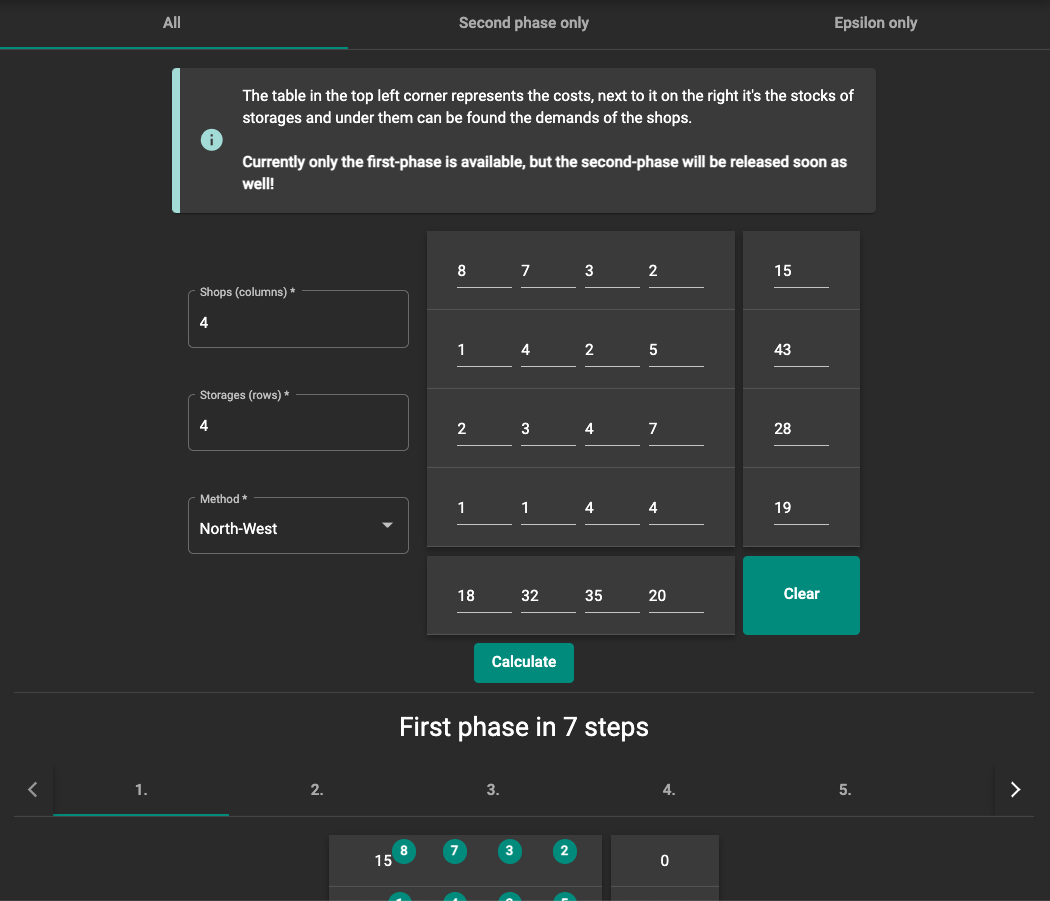 All Second phase only Epsilon only
The table in the top left corner represents the costs, next to it on the right it's the stocks of
storages and under them can be found the demands of the shops.
Currently only the first-phase is available, but the second-phase will be released soon as
well!
Shops (columns) *
4
Storages (rows) *
4
Method *
North-West
8 7 3 2 15
1 4 2 5 43
2 3 4 7 28
1 1 4 4 19
18 32 35 20
Clear
Calculate
First phase in 7 steps
1. 2. 3. 4. 5.
15 8 7 3 2 0